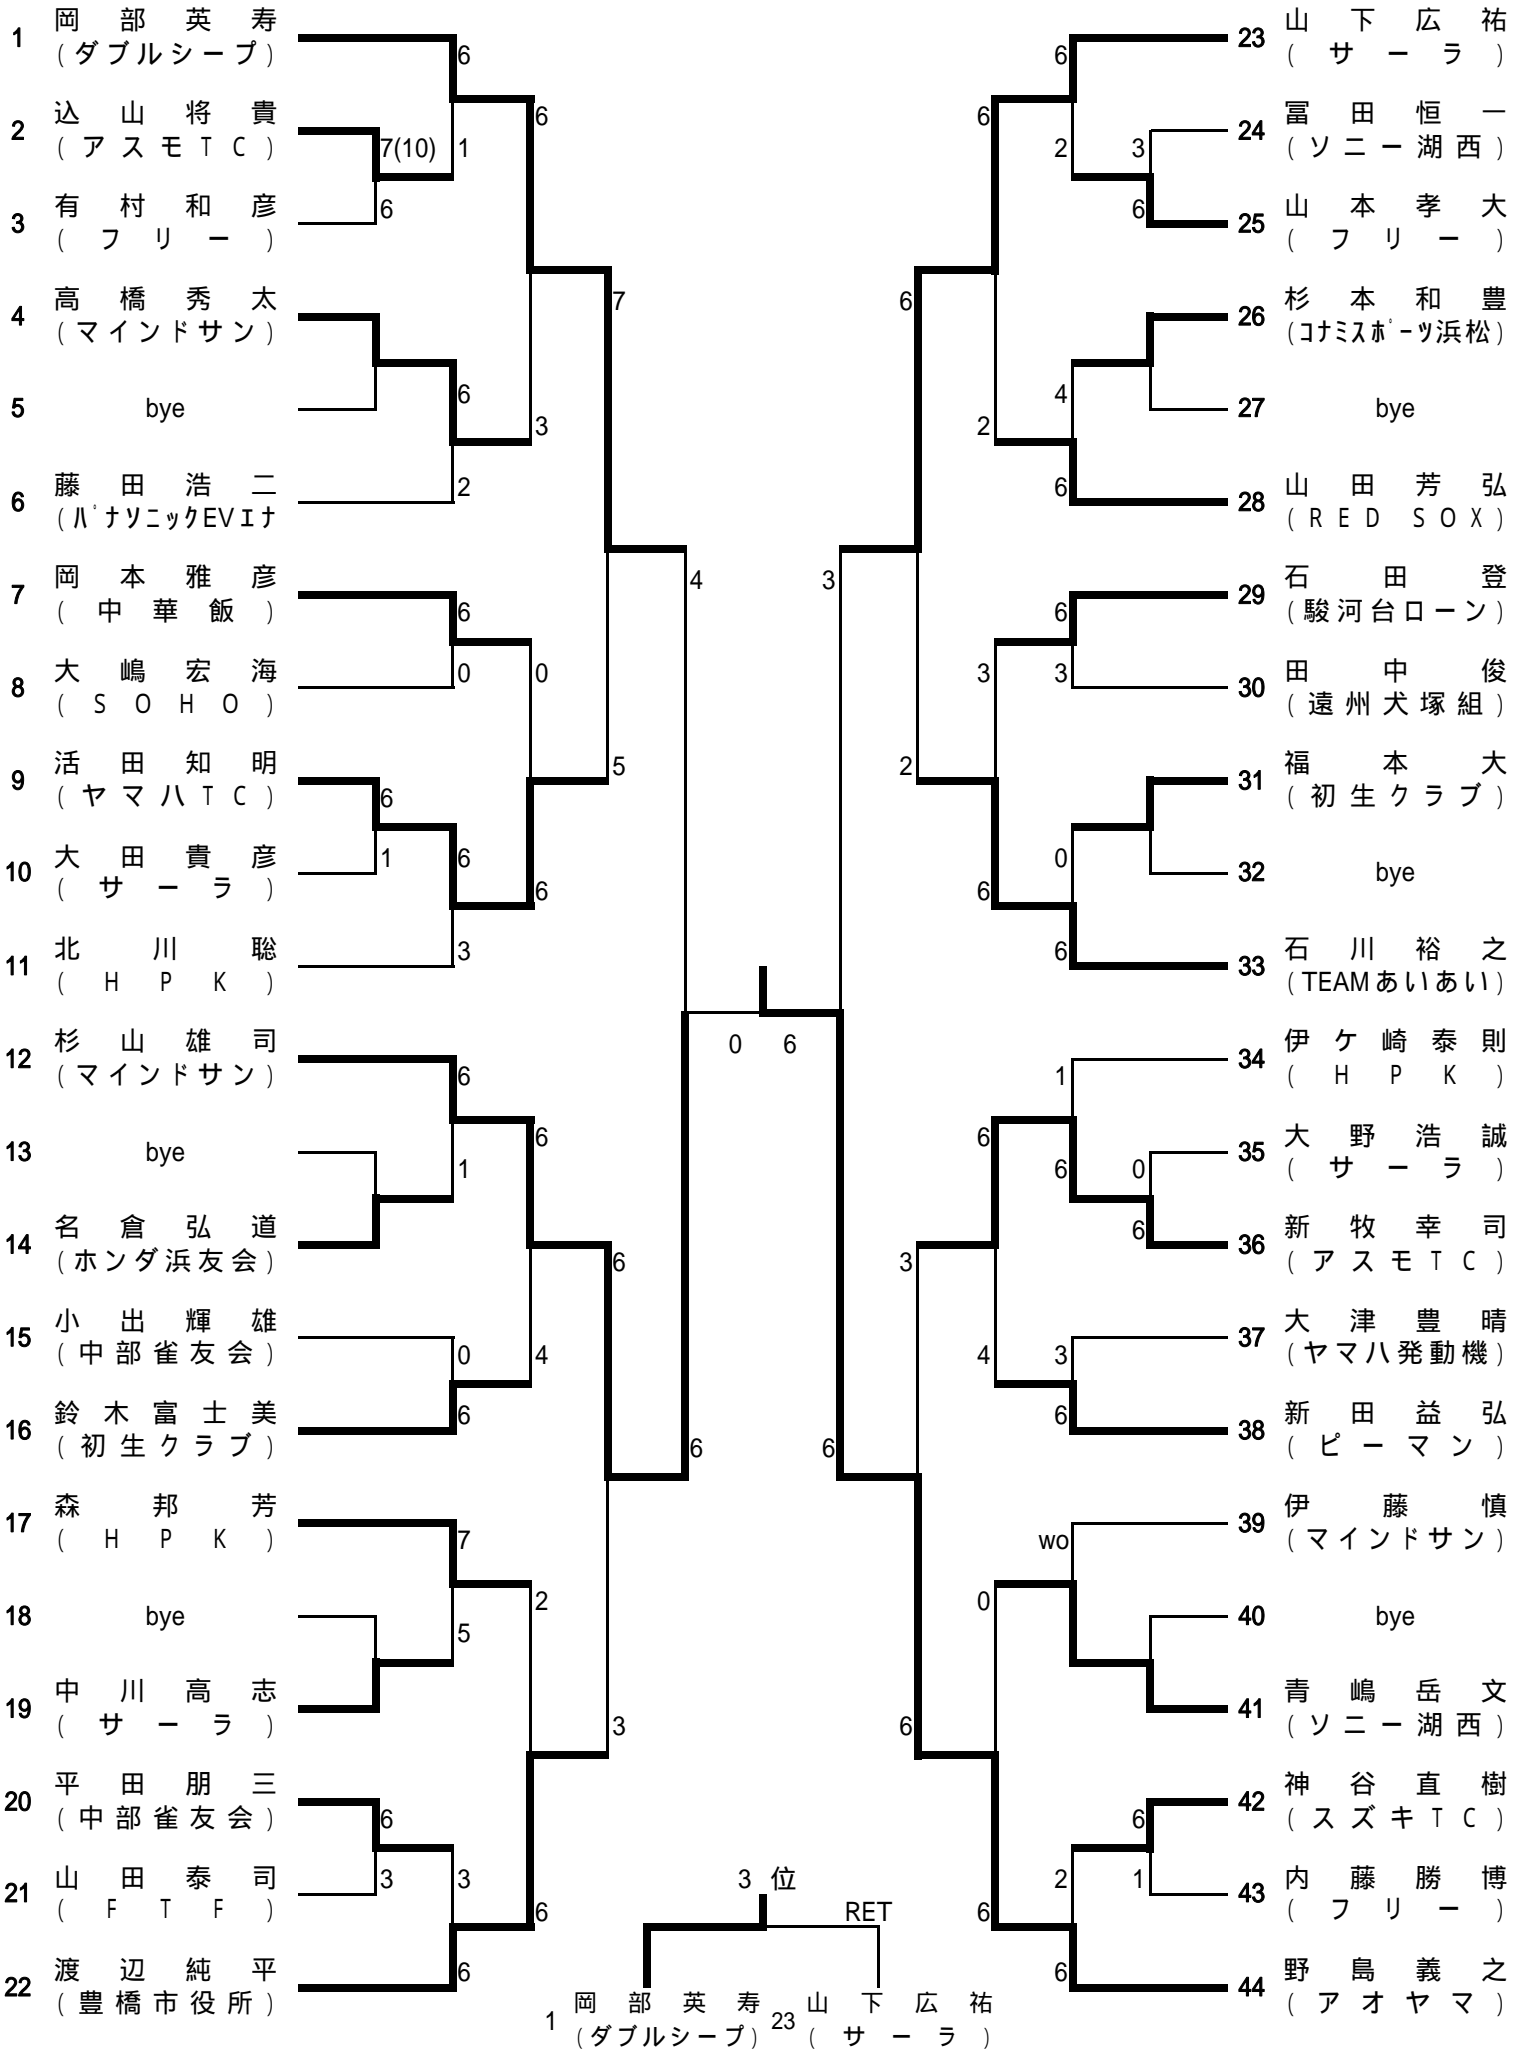 1 岡部英寿
(ダブルシープ)
6
2 込山将貴
(アスモTC)
7(10) 1
6
3 有村和彦
(フリー)
6
4 高橋秀太
(マインドサン)
7
5 bye
6
3
6 藤田浩二
(パナソニックEVエナ
2
7 岡本雅彦
(中華飯)
6
4
8 大嶋宏海
(SOHO)
0 0
9 活田知明
(ヤマハTC)
6
5
10 大田貴彦
(サーラ)
1 6
6
11 北川聡
(HPK)
3
12 杉山雄司
(マインドサン)
6
13 bye
6
1
14 名倉弘道
(ホンダ浜友会)
6
15 小出輝雄
(中部雀友会)
0 4
16 鈴木富士美
(初生クラブ)
6
6
17 森邦芳
(HPK)
7
18 bye
2
5
19 中川高志
(サーラ)
3
20 平田朋三
(中部雀友会)
6
21 山田泰司
(FTF)
3 3
6
22 渡辺純平
(豊橋市役所)
6
0 6
23 山下広祐
(サーラ)
6
24 冨田恒一
(ソニー湖西)
6
2 3
25 山本孝大
(フリー)
6
26 杉本和豊
(コナミスポーツ浜松)
6
27 bye
4
2
28 山田芳弘
(RED SOX)
6
29 石田登
(駿河台ローン)
3
6
30 田中俊
(遠州犬塚組)
3 3
31 福本大
(初生クラブ)
2
32 bye
0
6
33 石川裕之
(TEAMあいあい)
6
34 伊ケ崎泰則
(HPK)
1
35 大野浩誠
(サーラ)
6
6 0
36 新牧幸司
(アスモTC)
6
3
37 大津豊晴
(ヤマハ発動機)
4 3
38 新田益弘
(ピーマン)
6
6
39 伊藤慎
(マインドサン)
wo
40 bye
0
41 青嶋岳文
(ソニー湖西)
6
42 神谷直樹
(スズキTC)
6
43 内藤勝博
(フリー)
2 1
6
44 野島義之
(アオヤマ)
6
3位
RET
1 岡部英寿
(ダブルシープ)
23 山下広祐
(サーラ)